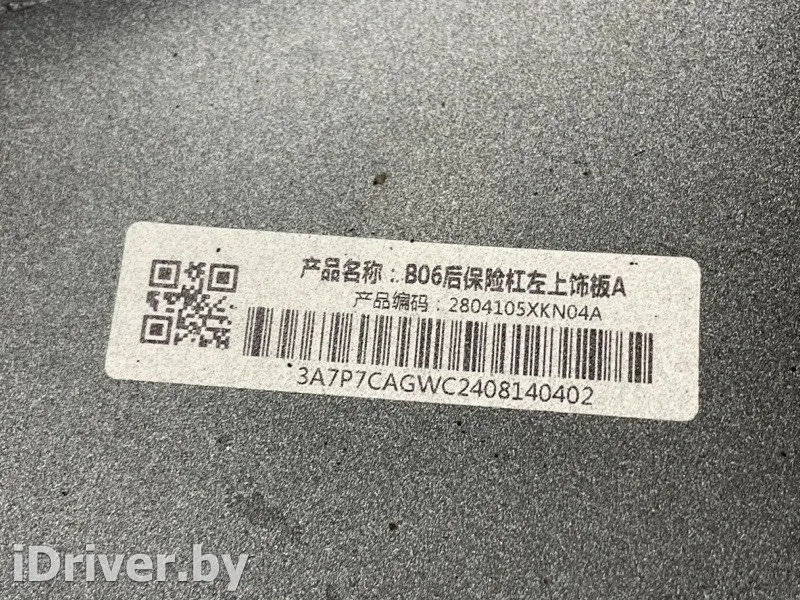 产品名称：B06后保险杠左上饰板A
产品编码：2804105XKN04A
3A7P7CAGWC2408140402
iDriver.by